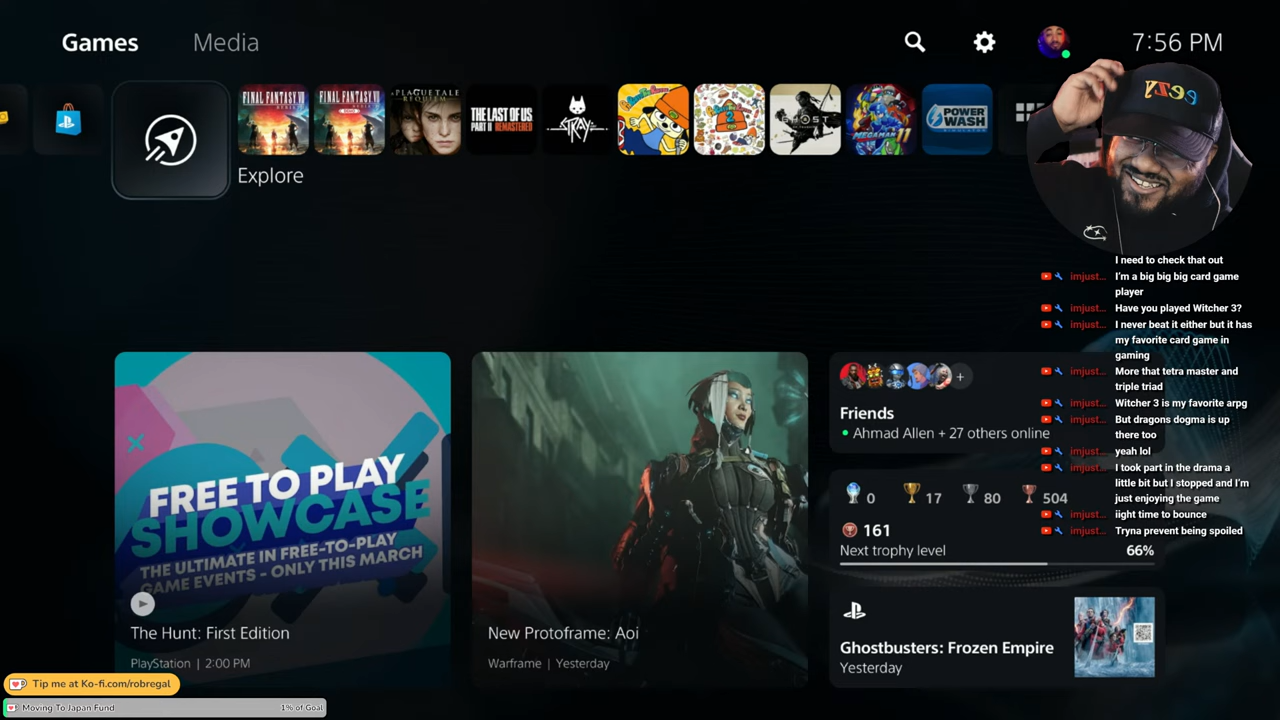 Games
Media
7:56 PM
eezy
FINAL FANTASY VII
FINAL FANTASY VII
A PLAGUE TALE
REQUIEM
THE LAST OF US
PART II REMASTERED
STRAY
GHOST
MEGAMAN
11
POWER
WASH
SIMULATOR
Explore
I need to check that out
imjust... I'm a big big big card game
player
imjust... Have you played Witcher 3?
imjust... I never beat it either but it has
my favorite card game in
gaming
imjust... More that tetra master and
triple triad
imjust... Witcher 3 is my favorite arpg
imjust... But dragons dogma is up
there too
imjust... yeah lol
imjust... I took part in the drama a
little bit but I stopped and I'm
just enjoying the game
imjust... iight time to bounce
imjust... Tryna prevent being spoiled
FREE TO PLAY
SHOWCASE
THE ULTIMATE IN FREE-TO-PLAY
GAME EVENTS - ONLY THIS MARCH
The Hunt: First Edition
PlayStation | 2:00 PM
New Protoframe: Aoi
Warframe | Yesterday
+
Friends
Ahmad Allen + 27 others online
0 17 80 504
161
Next trophy level 66%
Ghostbusters: Frozen Empire
Yesterday
Tip me at Ko-fi.com/robregal
Moving To Japan Fund 1% of Goal